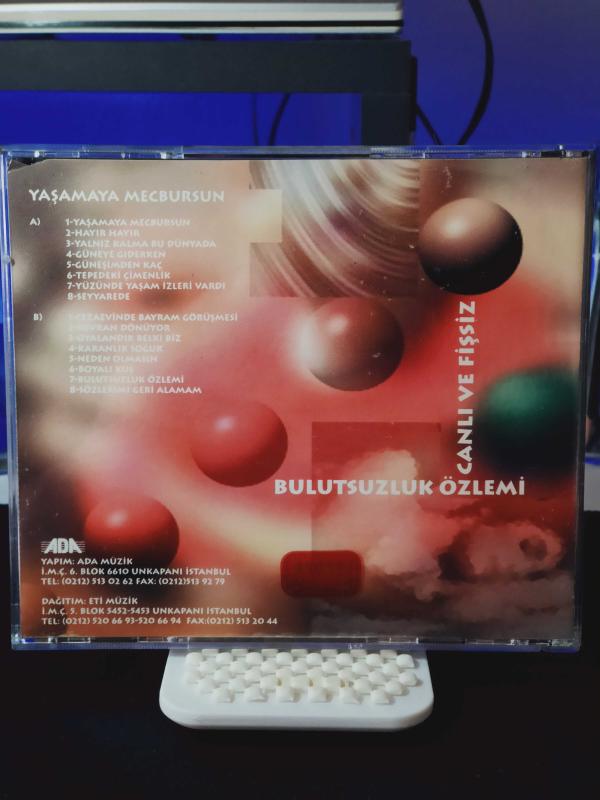 YAŞAMAYA MECBURSUN
A) 1-YAŞAMAYA MECBURSUN
2-HAYIR HAYIR
3-YALNIZ KALMA BU DÜNYADA
4-GÜNEYE GİDERKEN
5-GÜNEŞİMDEN KAÇ
6-TEPEDEKİ ÇİMENLİK
7-YÜZÜNDE YAŞAM İZLERİ VARDI
8-SEYYAREDE
B) 1-CEZAEVİNDE BAYRAM GÖRÜŞMESİ
2-DEVRAN DÖNÜYOR
3-OYALANDIK BELKİ BİZ
4-KARANLIK SOĞUK
5-NEDEN OLMASIN
6-BOYALI KUŞ
7-BULUTSUZLUK ÖZLEMİ
8-SÖZLERİMİ GERİ ALAMAM
CANLI VE FİŞSİZ
BULUTSUZLUK ÖZLEMİ
ADA
YAPIM: ADA MÜZİK
İ.M.Ç. 6. BLOK 6610 UNKAPANI İSTANBUL
TEL: (0212) 513 02 62 FAX: (0212)513 92 79
DAĞITIM: ETİ MÜZİK
İ.M.Ç. 5. BLOK 5452-5453 UNKAPANI İSTANBUL
TEL: (0212) 520 66 93-520 66 94 FAX:(0212) 513 20 44